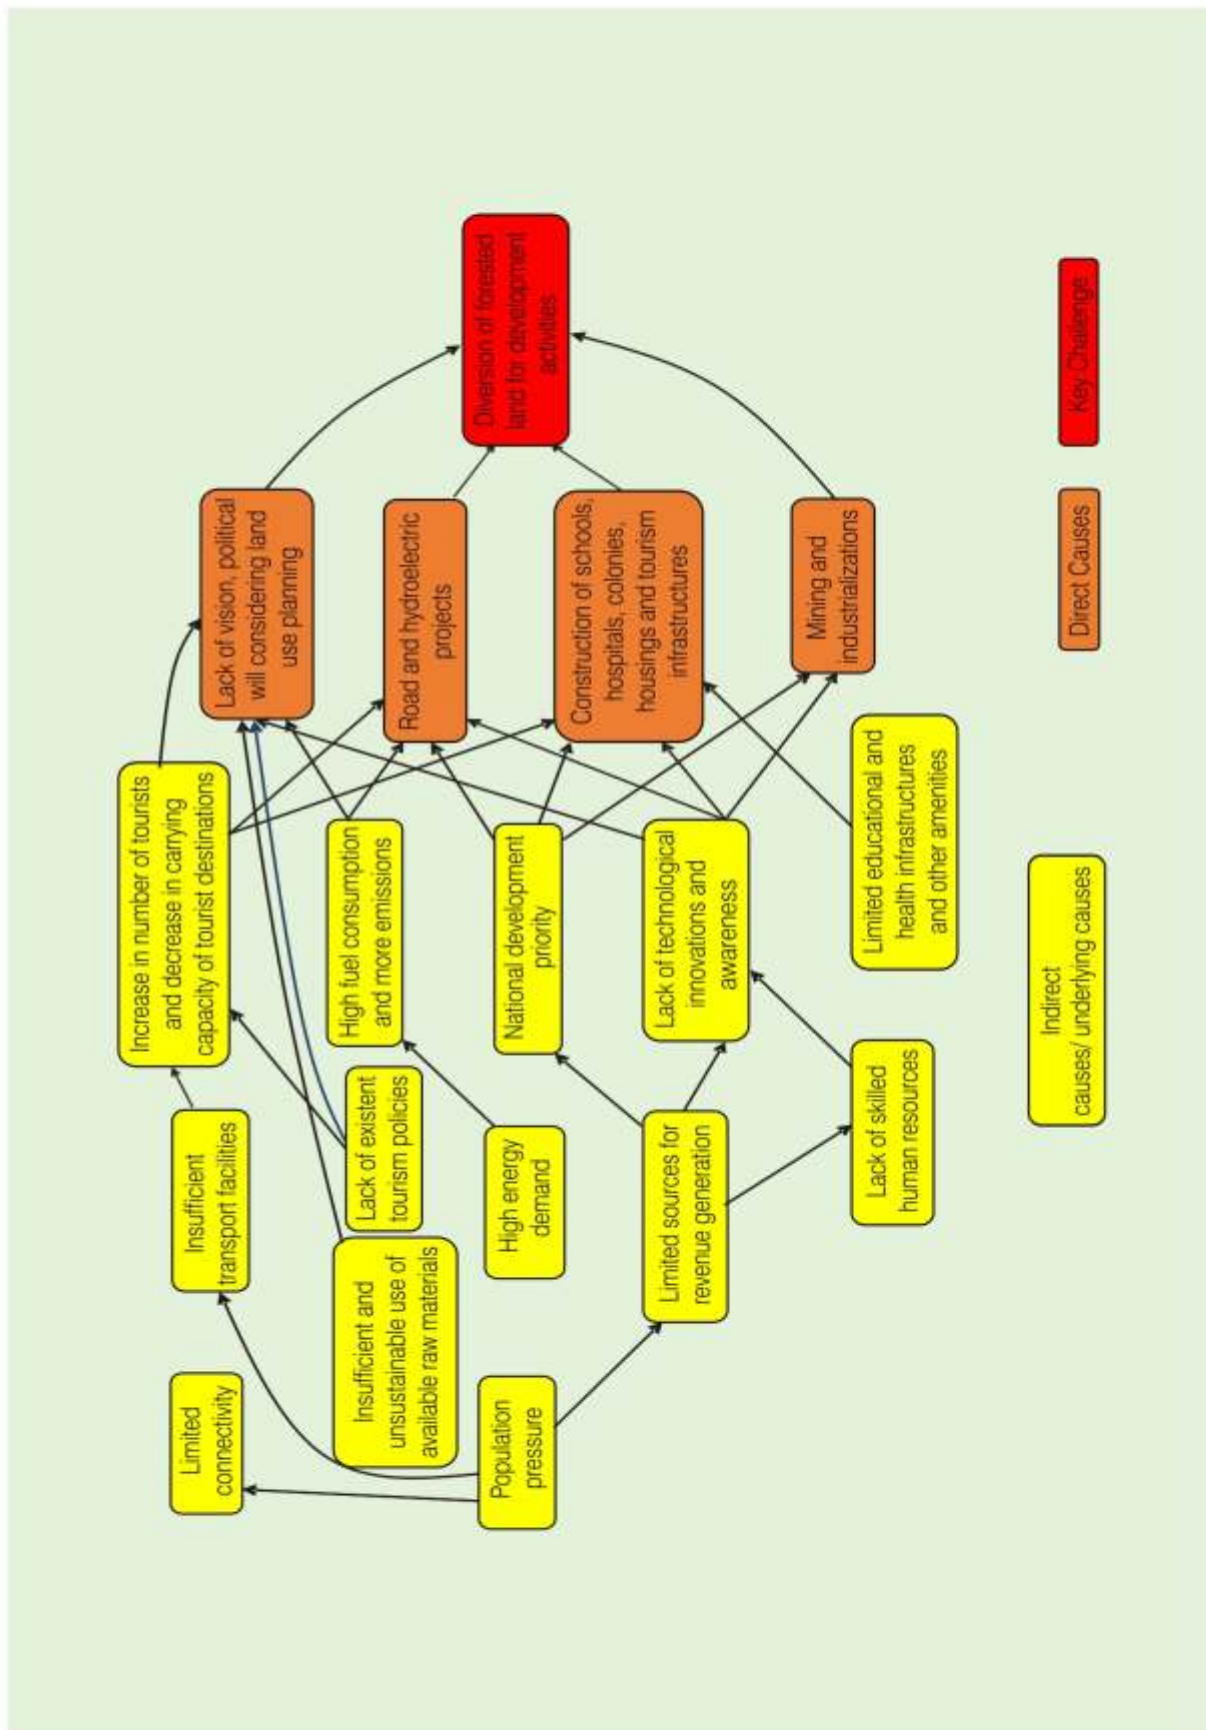 Limited
connectivity
Insufficient
transport facilities
Increase in number of tourists
and decrease in carrying
capacity of tourist destinations
Lack of vision, political
will considering land
use planning
Insufficient and
unsustainable use of
available raw materials
Lack of existent
tourism policies
High fuel consumption
and more emissions
Road and hydroelectric
projects
Diversion of forested
land for development
activities
Population
pressure
High energy
demand
National development
priority
Construction of schools,
hospitals, colonies,
housings and tourism
infrastructures
Limited sources for
revenue generation
Lack of technological
innovations and
awareness
Mining and
industrializations
Lack of skilled
human resources
Limited educational and
health infrastructures
and other amenities
Indirect
causes/ underlying causes
Direct Causes
Key Challenge